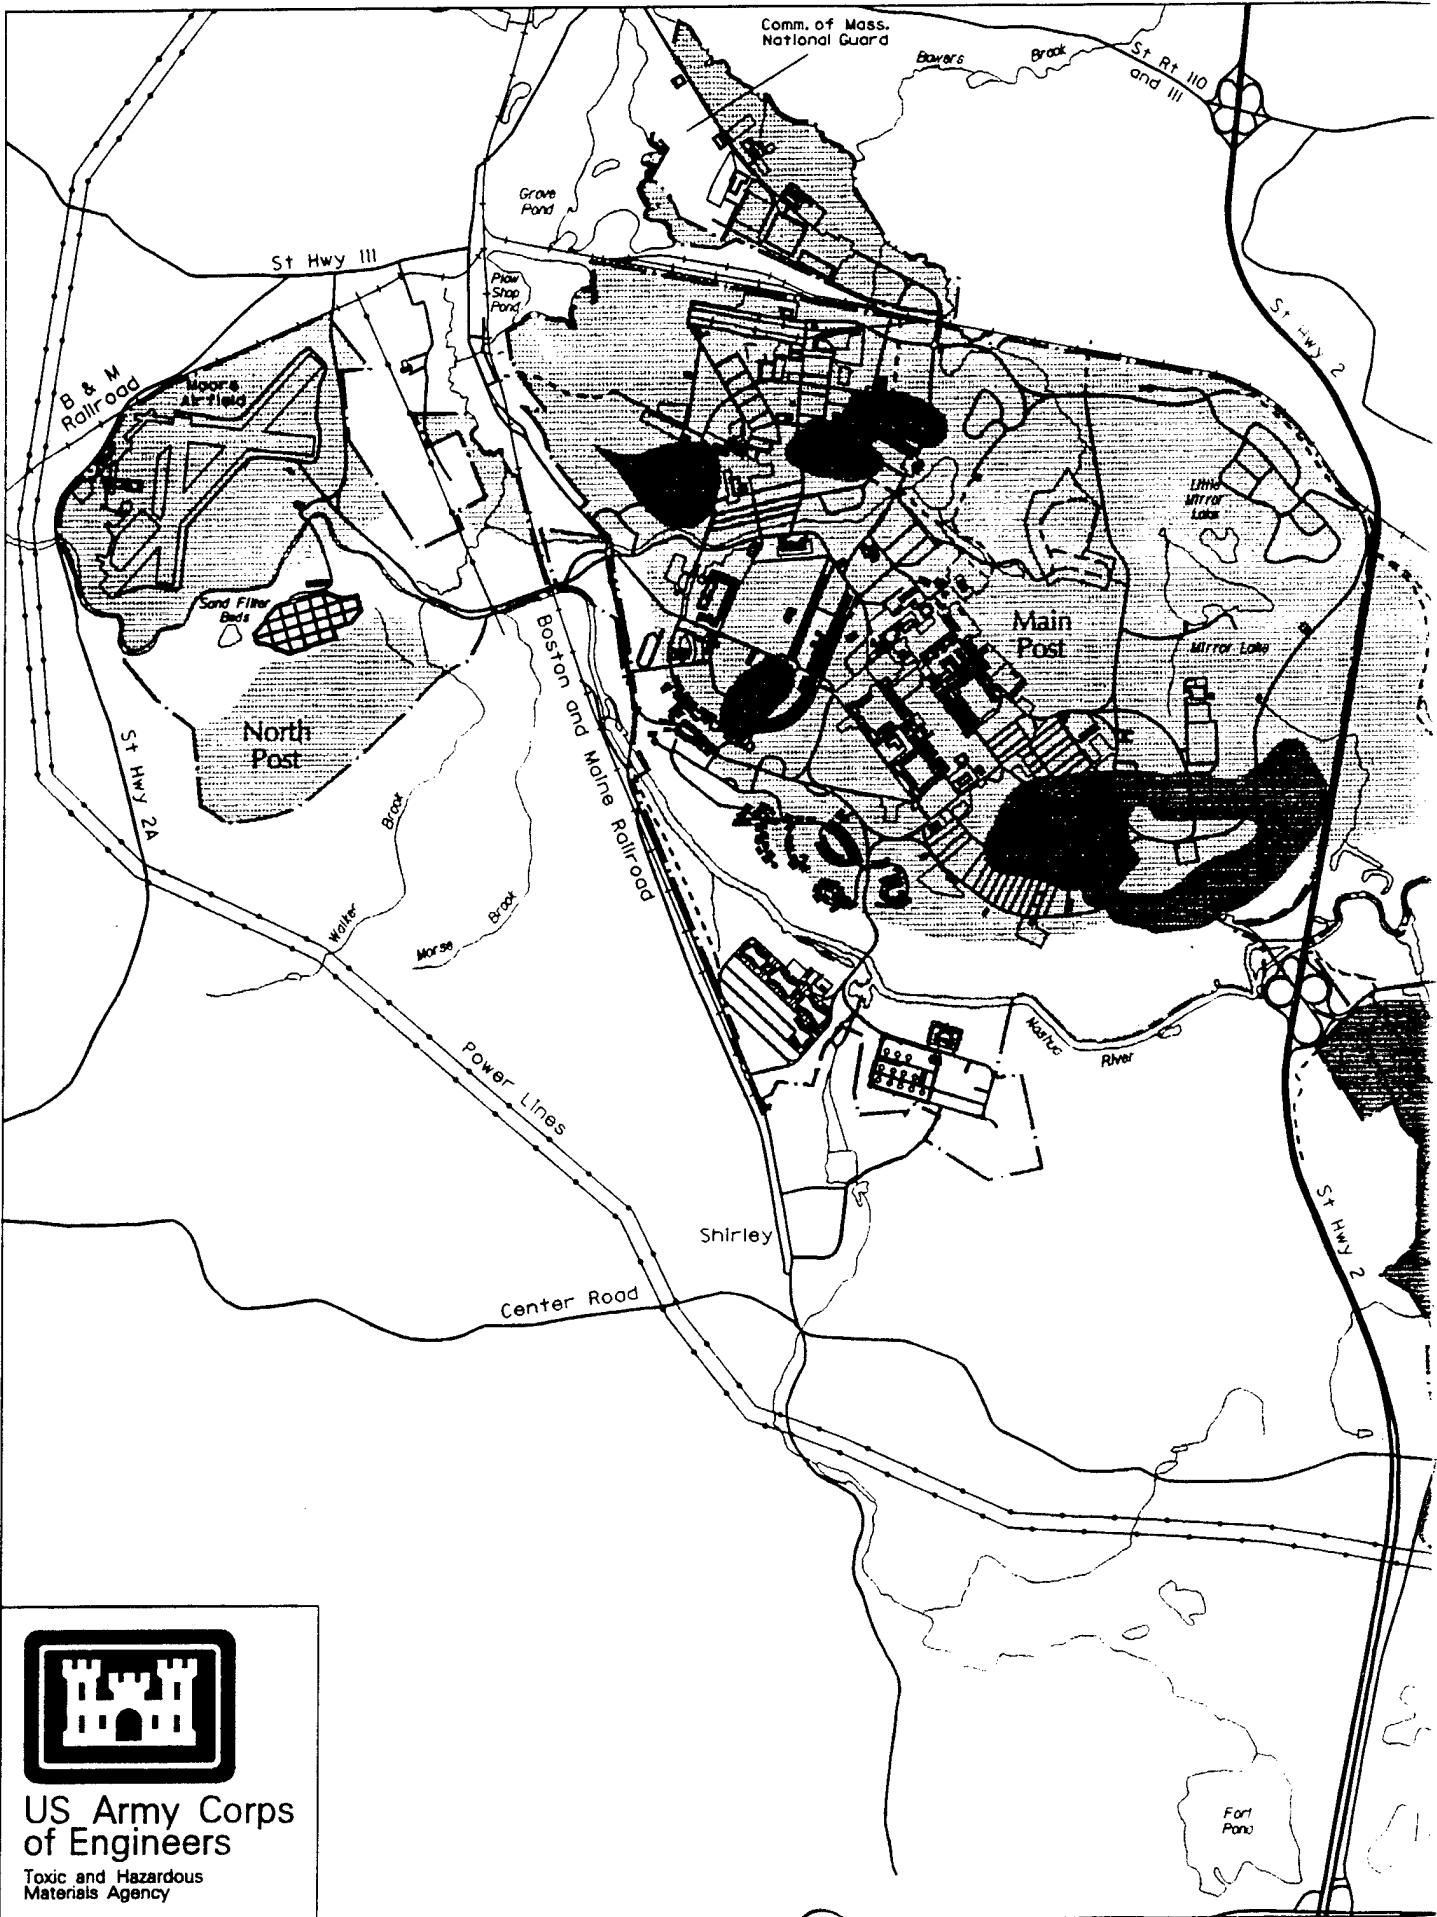 Comm. of Mass.
National Guard
Bowers
Brook
St Rt 110
and 111
Grove
Pond
St Hwy 111
Plow
Shop
Pond
St Hwy 2
B & M
Railroad
Moore
Airfield
Little
Mirror
Lake
Sand Filter
Beds
Main
Post
Mirror Lake
Boston and Maine Railroad
North
Post
St Hwy 2A
Brook
Walker
Morse
Brook
Nashua
River
Power Lines
St Hwy 2
Shirley
Center Road
Fort
Pond
US Army Corps
of Engineers
Toxic and Hazardous
Materials Agency